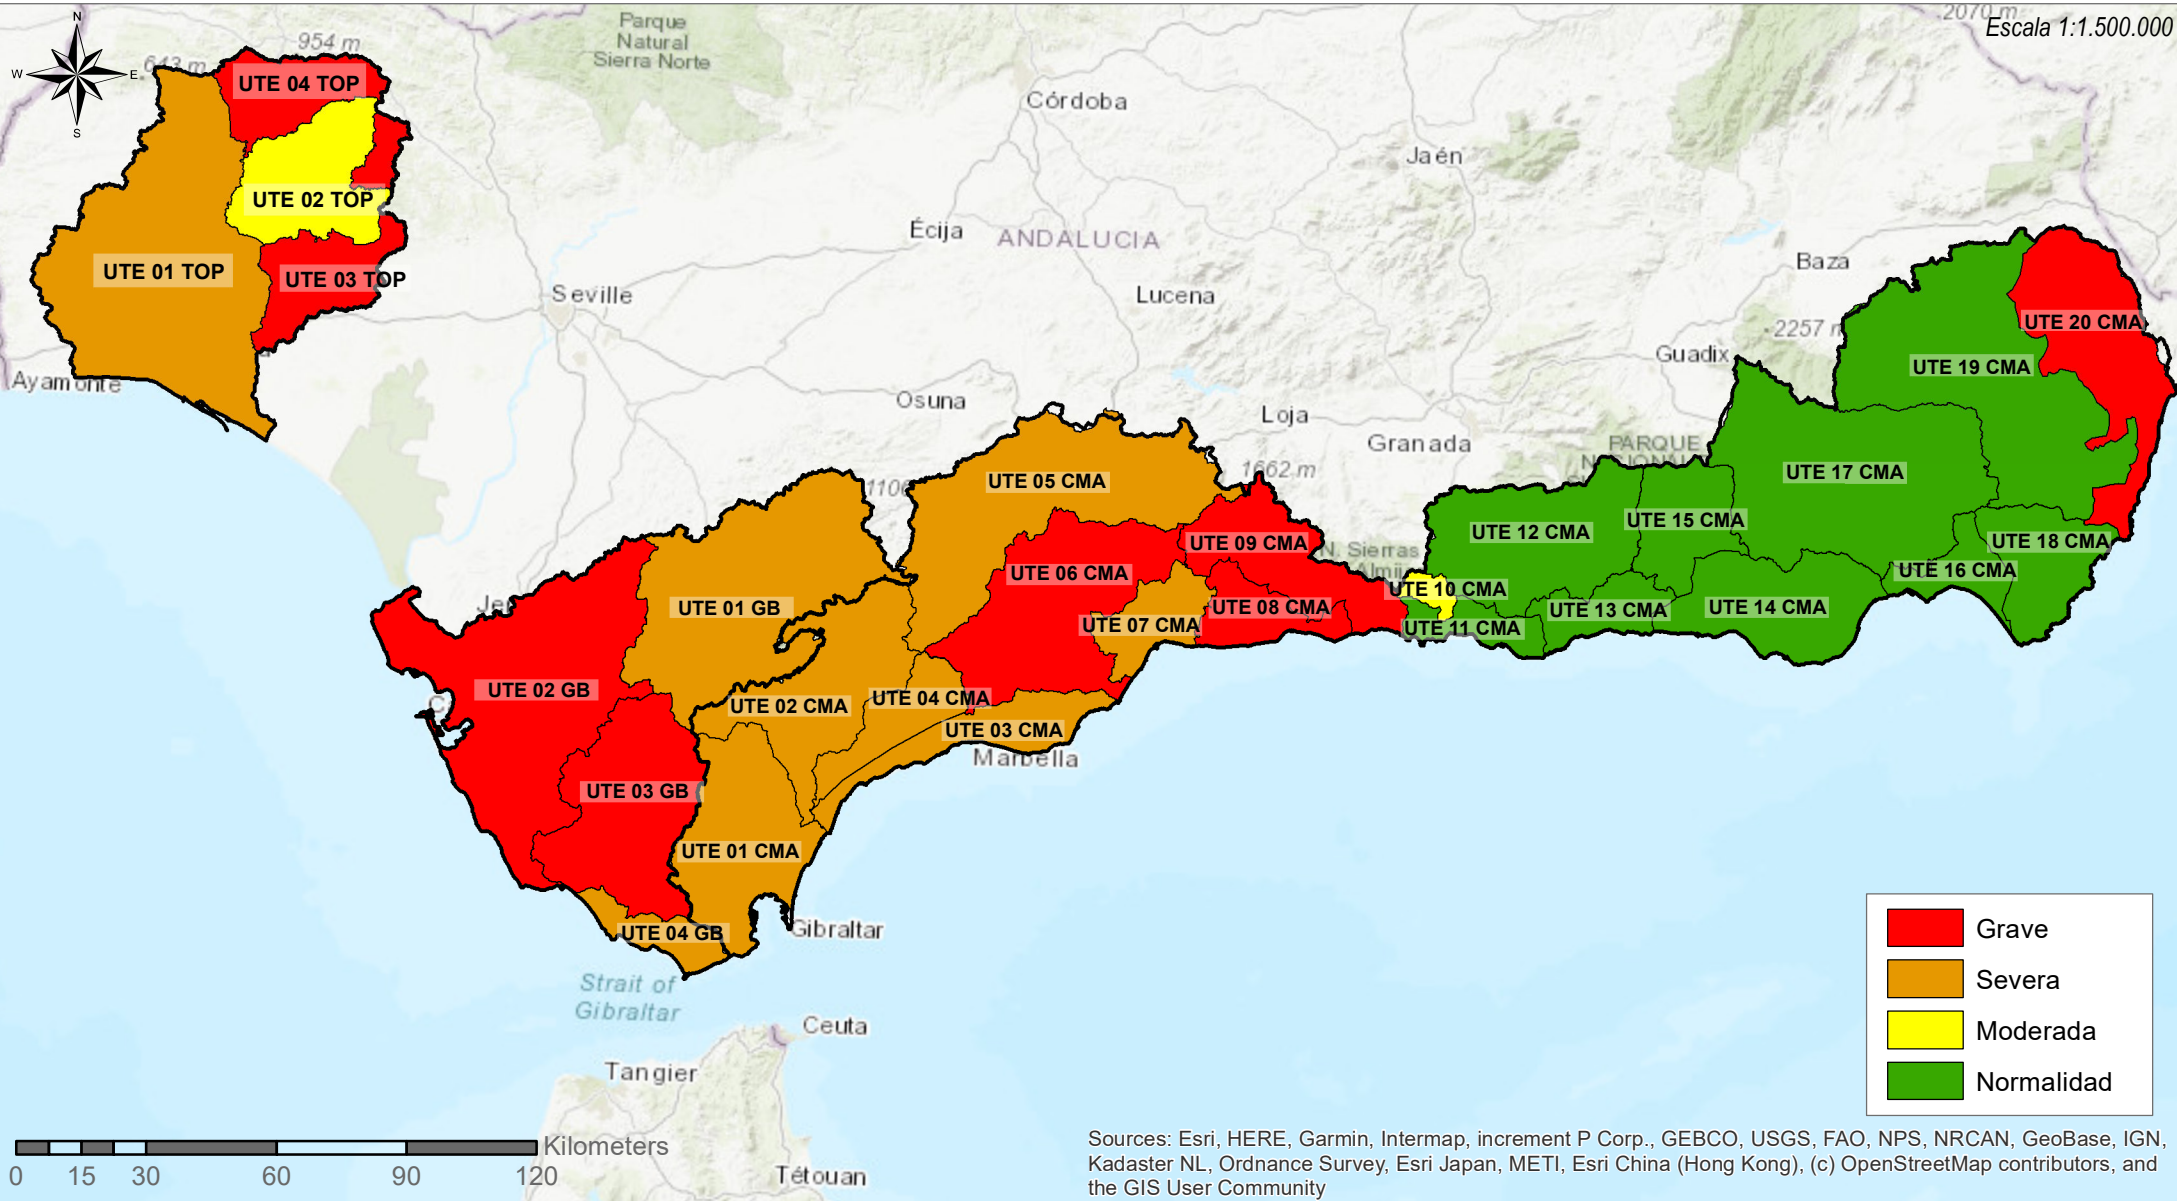 2070 m
Escala 1:1.500.000
N
W
E
S
643 m
954 m
Parque
Natural
Sierra Norte
UTE 04 TOP
UTE 02 TOP
UTE 01 TOP
UTE 03 TOP
Córdoba
Jaén
Écija
ANDALUCIA
Seville
Lucena
Baza
2257 m
Guadix
Ayamonte
Osuna
Loja
Granada
1662 m
PARQUE
UTE 20 CMA
UTE 19 CMA
UTE 17 CMA
UTE 05 CMA
UTE 12 CMA
UTE 15 CMA
UTE 18 CMA
UTE 09 CMA
N. Sierras
UTE 06 CMA
UTE 16 CMA
UTE 10 CMA
UTE 01 GB
UTE 08 CMA
UTE 13 CMA
UTE 14 CMA
UTE 07 CMA
UTE 11 CMA
UTE 02 GB
UTE 04 CMA
UTE 02 CMA
UTE 03 CMA
Marbella
UTE 03 GB
UTE 01 CMA
UTE 04 GB
Gibraltar
Strait of
Gibraltar
Ceuta
Tangier
Tétouan
Grave
Severa
Moderada
Normalidad
Kilometers
0 15 30 60 90 120
Sources: Esri, HERE, Garmin, Intermap, increment P Corp., GEBCO, USGS, FAO, NPS, NRCAN, GeoBase, IGN,
Kadaster NL, Ordnance Survey, Esri Japan, METI, Esri China (Hong Kong), (c) OpenStreetMap contributors, and
the GIS User Community